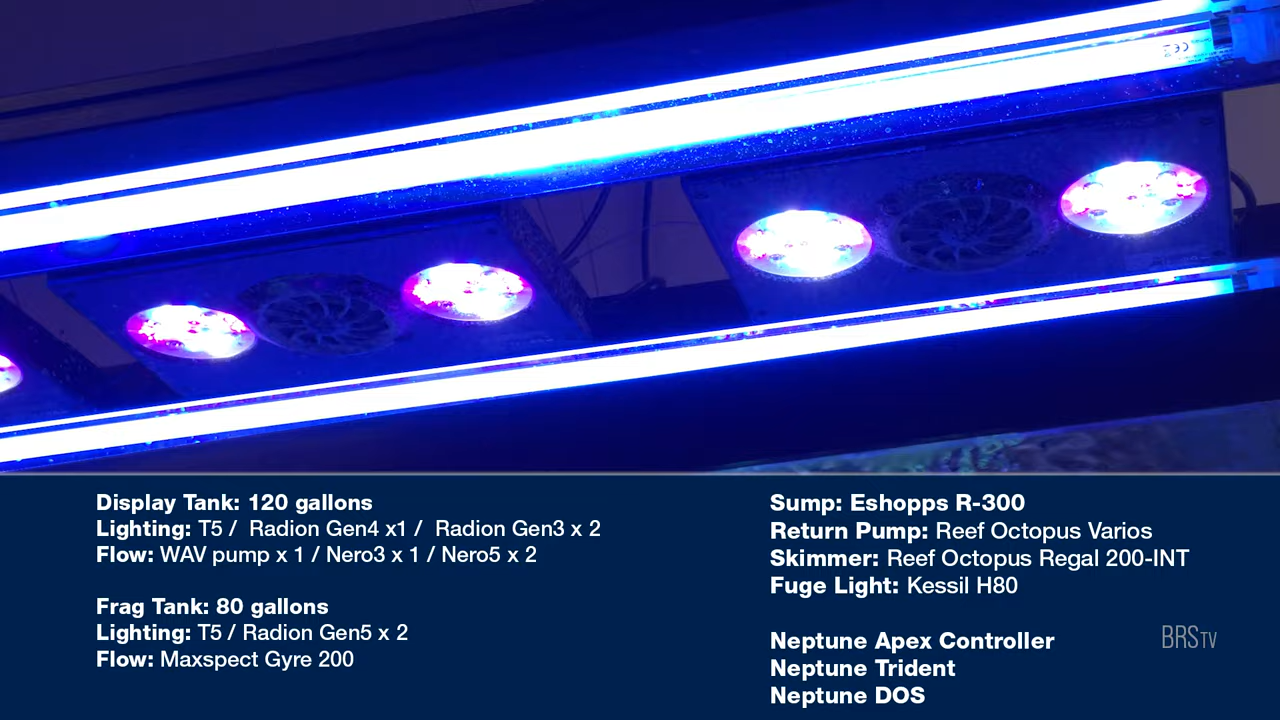 CE
Display Tank: 120 gallons
Lighting: T5 /  Radion Gen4 x1 /  Radion Gen3 x 2
Flow: WAV pump x 1 / Nero3 x 1 / Nero5 x 2
Frag Tank: 80 gallons
Lighting: T5 / Radion Gen5 x 2
Flow: Maxspect Gyre 200
Sump: Eshopps R-300
Return Pump: Reef Octopus Varios
Skimmer: Reef Octopus Regal 200-INT
Fuge Light: Kessil H80
Neptune Apex Controller
Neptune Trident
Neptune DOS
BRSTV